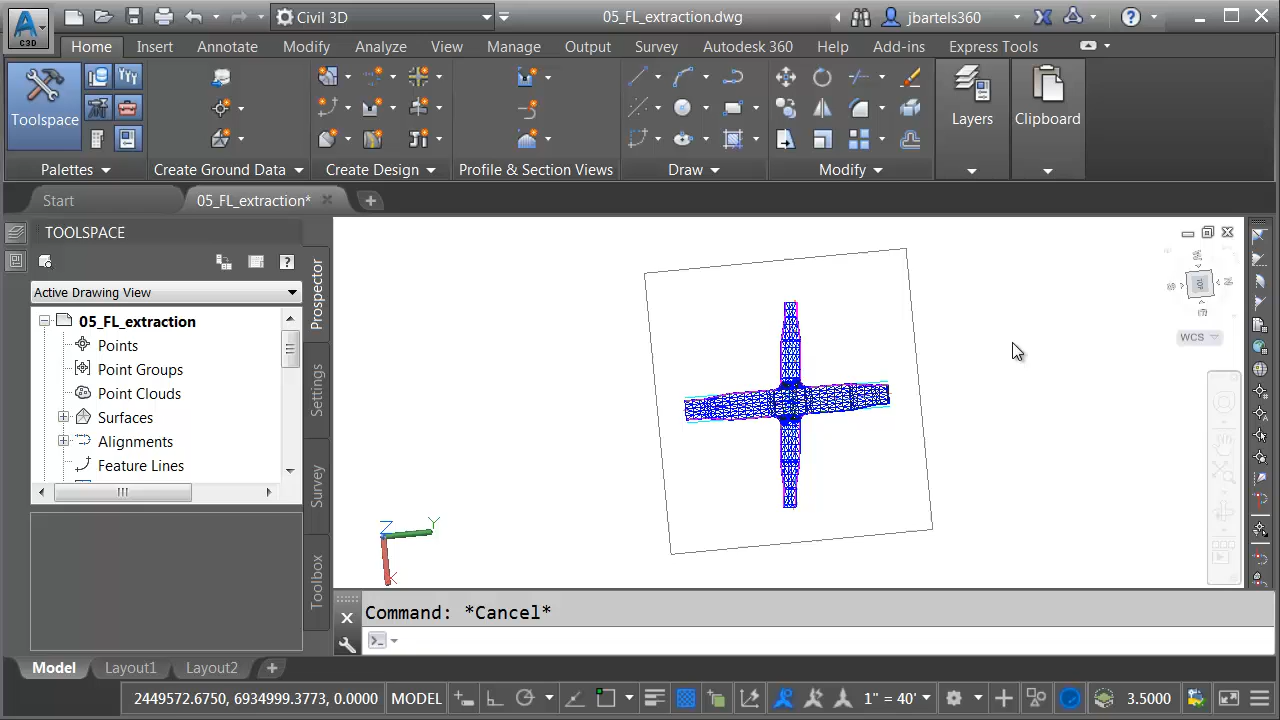 C3D
Civil 3D
05_FL_extraction.dwg
jbartels360
Home Insert Annotate Modify Analyze View Manage Output Survey Autodesk 360 Help Add-ins Express Tools
Toolspace
Layers
Clipboard
Palettes
Create Ground Data
Create Design
Profile & Section Views
Draw
Modify
Start
05_FL_extraction*
TOOLSPACE
Active Drawing View
05_FL_extraction
Points
Point Groups
Point Clouds
Surfaces
Alignments
Feature Lines
Prospector
Settings
Survey
Toolbox
WCS
Z
Y
X
Command: *Cancel*
Model
Layout1
Layout2
2449572.6750, 6934999.3773, 0.0000
MODEL
1" = 40'
3.5000